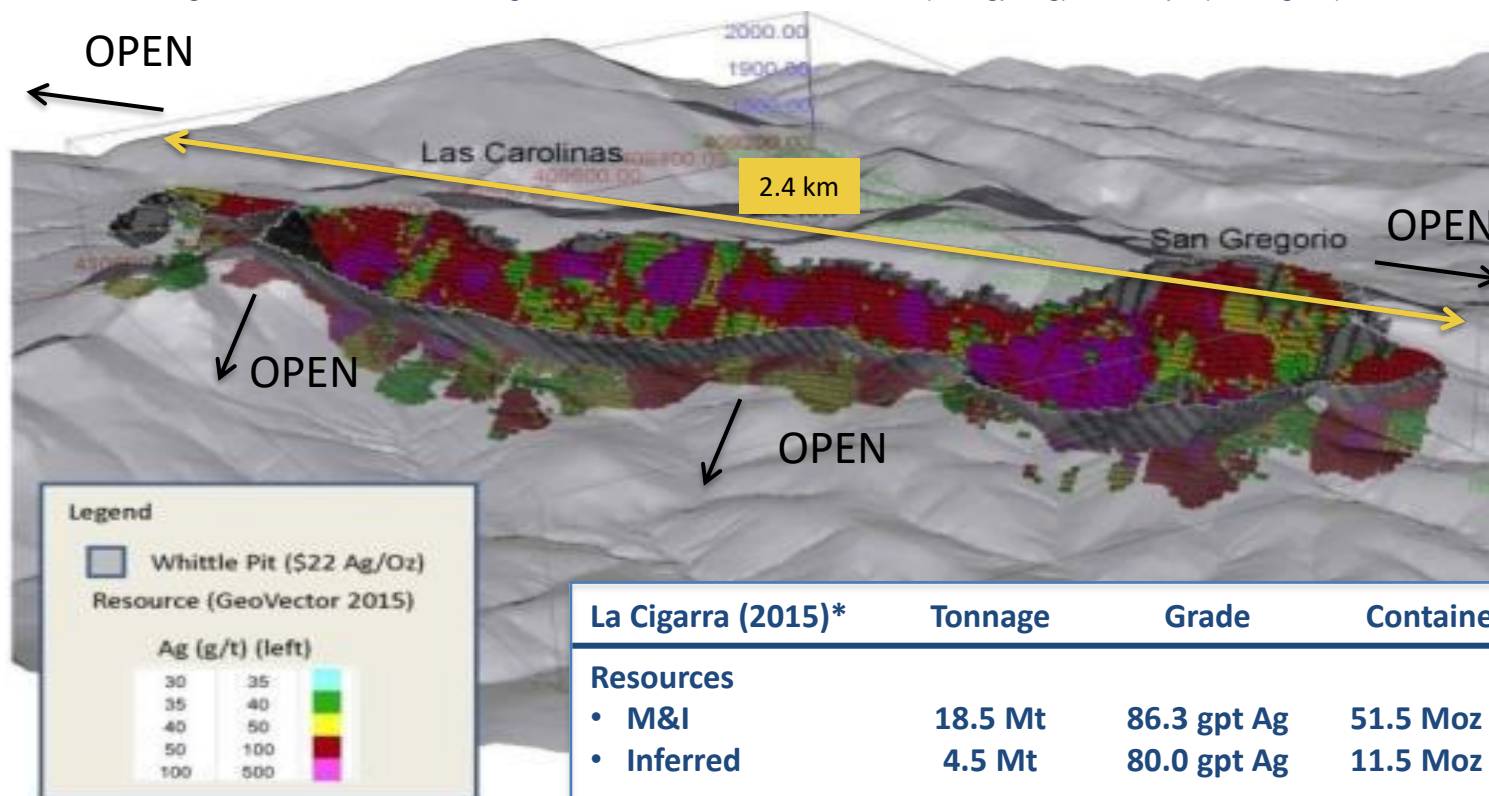 OPEN
2000.00
1900.00
Las Carolinas
2.4 km
San Gregorio
OPEN
OPEN
OPEN
Legend
Whittle Pit ($22 Ag/Oz)
Resource (GeoVector 2015)
Ag (g/t) (left)
30 35
35 40
40 50
50 100
100 500
La Cigarra (2015)* Tonnage Grade Containe
Resources
• M&I 18.5 Mt 86.3 gpt Ag 51.5 Moz
• Inferred 4.5 Mt 80.0 gpt Ag 11.5 Moz